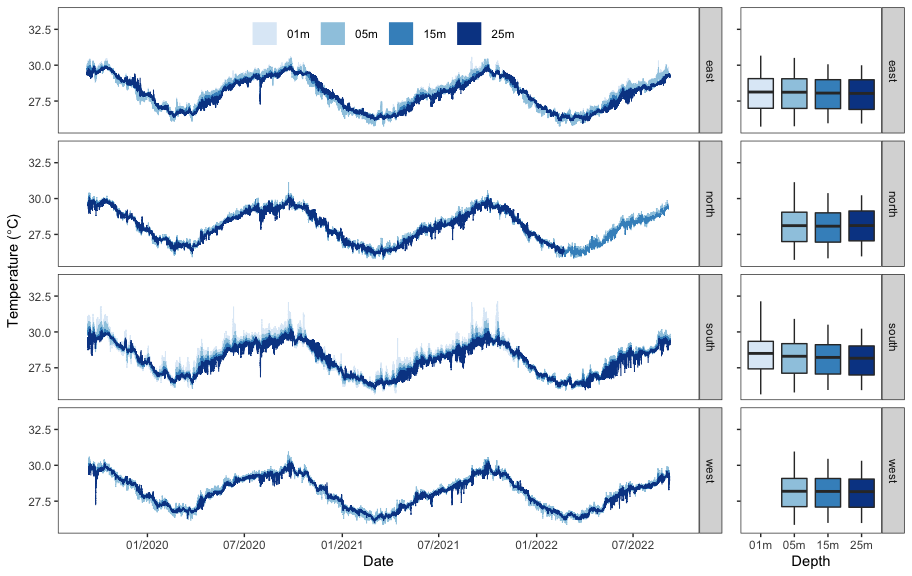 01m 05m 15m 25m
32.5
30.0
27.5
east
east
32.5
30.0
27.5
north
north
Temperature (°C)
32.5
30.0
27.5
south
south
32.5
30.0
27.5
west
west
01/2020 07/2020 01/2021 07/2021 01/2022 07/2022
01m 05m 15m 25m
Date
Depth